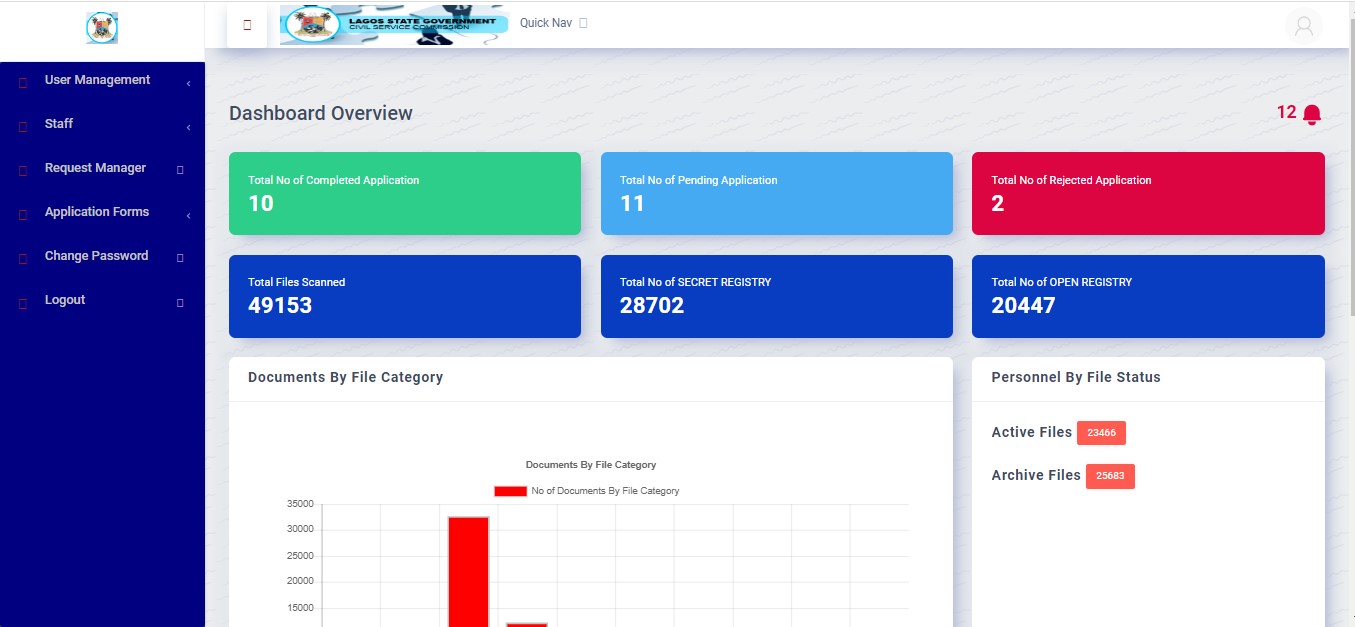 LAGOS STATE GOVERNMENT
CIVIL SERVICE COMMISSION
Quick Nav
User Management
Staff
Request Manager
Application Forms
Change Password
Logout
Dashboard Overview
12
Total No of Completed Application
10
Total No of Pending Application
11
Total No of Rejected Application
2
Total Files Scanned
49153
Total No of SECRET REGISTRY
28702
Total No of OPEN REGISTRY
20447
Documents By File Category
Documents By File Category
No of Documents By File Category
35000
30000
25000
20000
15000
Personnel By File Status
Active Files 23466
Archive Files 25683